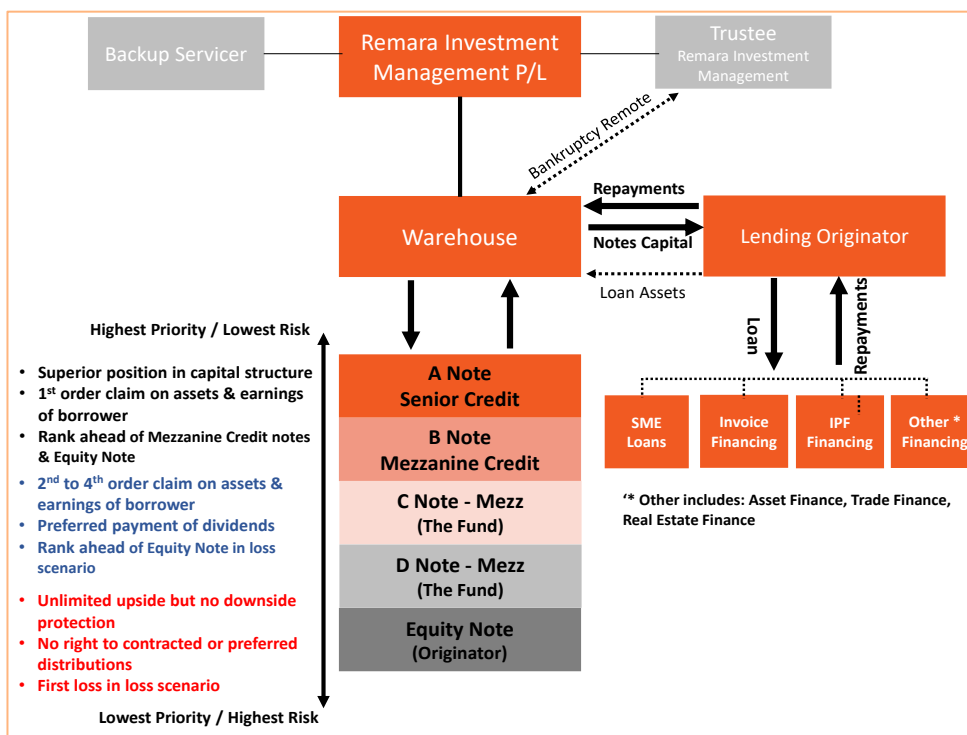 Backup Servicer
Remara Investment
Management P/L
Trustee
Remara Investment
Management
Bankruptcy Remote
Warehouse
Repayments
Notes Capital
Loan Assets
Lending Originator
Loan
Repayments
Highest Priority / Lowest Risk
• Superior position in capital structure
• 1st order claim on assets & earnings
of borrower
• Rank ahead of Mezzanine Credit notes
& Equity Note
• 2nd to 4th order claim on assets &
earnings of borrower
• Preferred payment of dividends
• Rank ahead of Equity Note in loss
scenario
• Unlimited upside but no downside
protection
• No right to contracted or preferred
distributions
• First loss in loss scenario
Lowest Priority / Highest Risk
A Note
Senior Credit
B Note
Mezzanine Credit
C Note - Mezz
(The Fund)
D Note - Mezz
(The Fund)
Equity Note
(Originator)
SME
Loans
Invoice
Financing
IPF
Financing
Other *
Financing
‘* Other includes: Asset Finance, Trade Finance,
Real Estate Finance